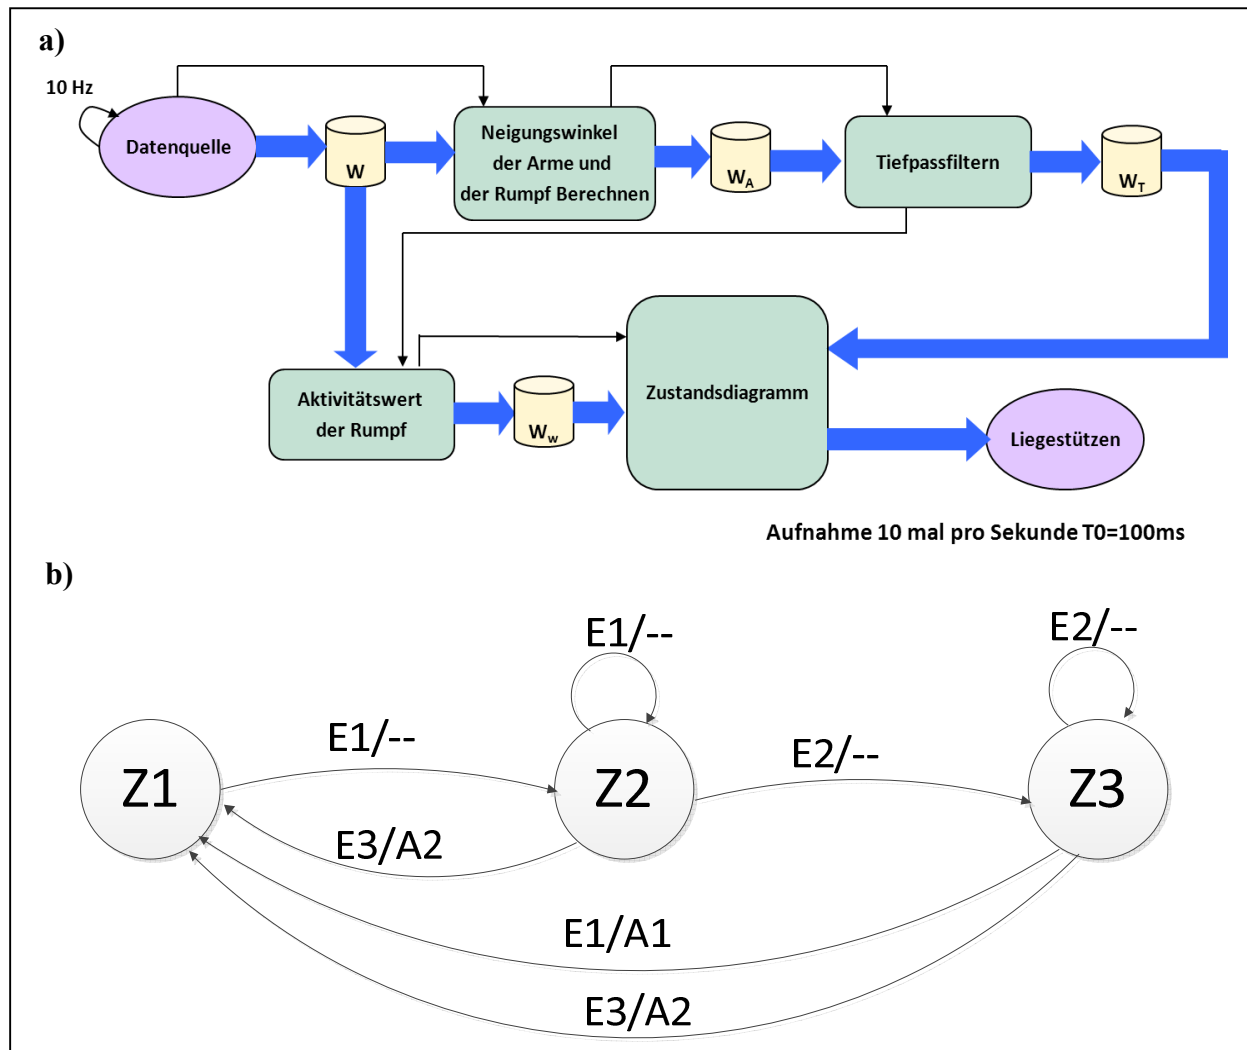 a)
10 Hz
Datenquelle
W
Neigungswinkel
der Arme und
der Rumpf Berechnen
WA
Tiefpassfiltern
WT
Aktivitätswert
der Rumpf
Ww
Zustandsdiagramm
Liegestützen
Aufnahme 10 mal pro Sekunde T0=100ms
b)
E1/--
E2/--
E1/--
E2/--
Z1
Z2
Z3
E3/A2
E1/A1
E3/A2